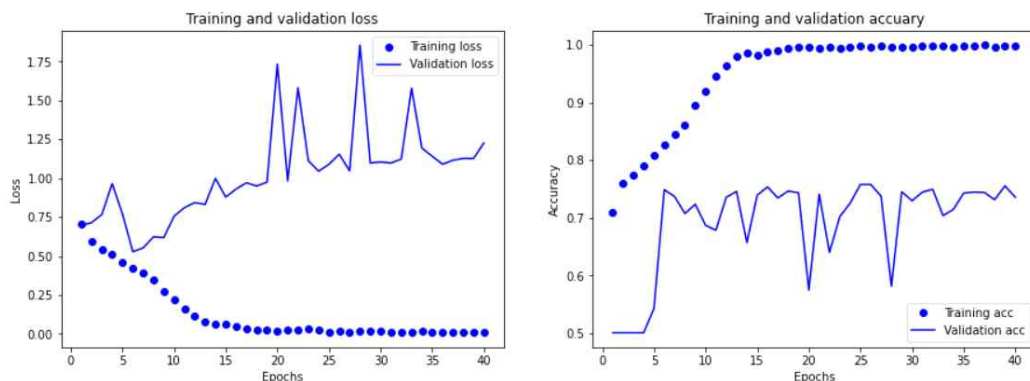 Training and validation loss
Training loss
Validation loss
1.75
1.50
1.25
1.00
0.75
0.50
0.25
0.00
Loss
0 5 10 15 20 25 30 35 40
Epochs
Training and validation accuary
1.0
0.9
0.8
0.7
0.6
0.5
Accuracy
Training acc
Validation acc
0 5 10 15 20 25 30 35 40
Epochs